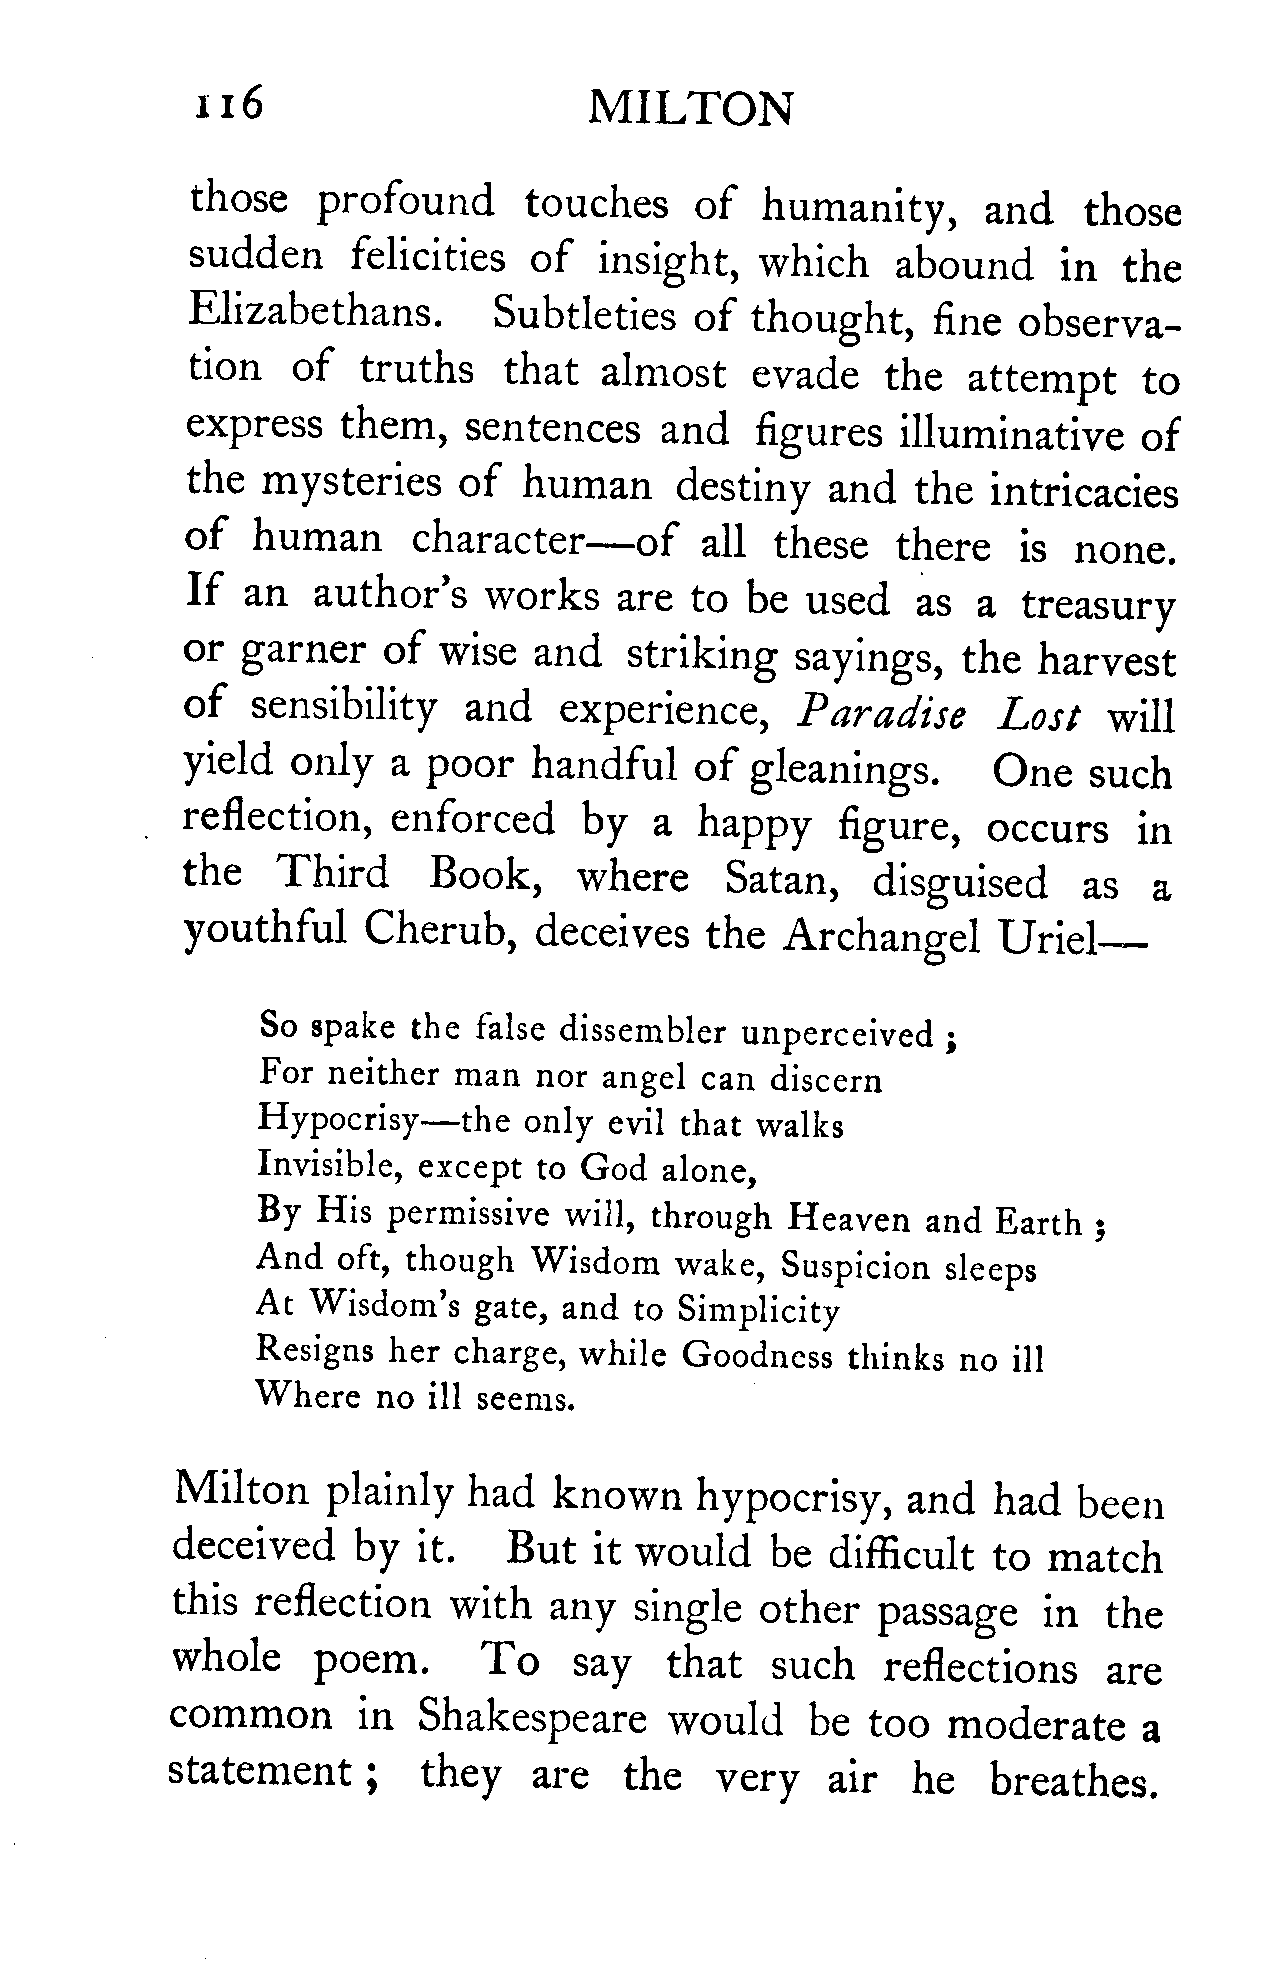 116 MILTON
those profound touches of humanity, and those
sudden felicities of insight, which abound in the
Elizabethans. Subtleties of thought, fine observa-
tion of truths that almost evade the attempt to
express them, sentences and figures illuminative of
the mysteries of human destiny and the intricacies
of human character—of all these there is none.
If an author's works are to be used as a treasury
or garner of wise and striking sayings, the harvest
of sensibility and experience, Paradise Lost will
yield only a poor handful of gleanings. One such
reflection, enforced by a happy figure, occurs in
the Third Book, where Satan, disguised as a
youthful Cherub, deceives the Archangel Uriel—
So spake the false dissembler unperceived ;
For neither man nor angel can discern
Hypocrisy—the only evil that walks
Invisible, except to God alone,
By His permissive will, through Heaven and Earth ;
And oft, though Wisdom wake, Suspicion sleeps
At Wisdom's gate, and to Simplicity
Resigns her charge, while Goodness thinks no ill
Where no ill seems.
Milton plainly had known hypocrisy, and had been
deceived by it. But it would be difficult to match
this reflection with any single other passage in the
whole poem. To say that such reflections are
common in Shakespeare would be too moderate a
statement ; they are the very air he breathes.